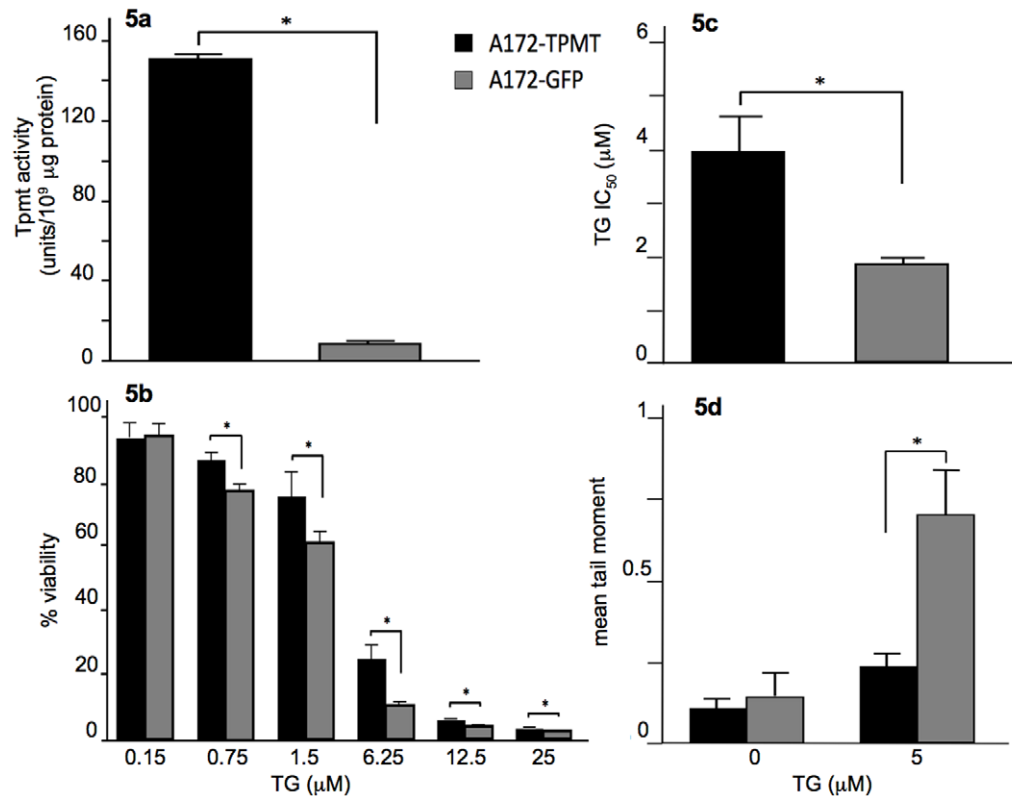 5a
*
160
120
80
40
0
Tpmt activity
(units/10⁹ μg protein)
A172-TPMT
A172-GFP
5c
*
6
4
2
0
TG IC₅₀ (μM)
5b
100
80
60
40
20
0
% viability
* * * * *
0.15 0.75 1.5 6.25 12.5 25
TG (μM)
5d
*
1
0.5
0
mean tail moment
0 5
TG (μM)